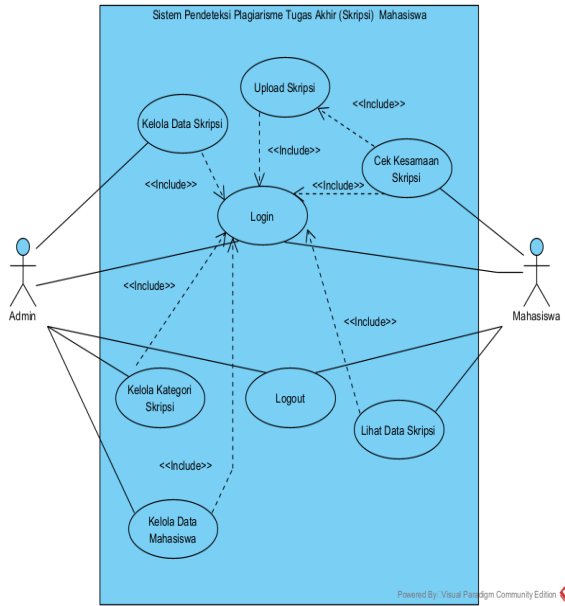 Sistem Pendeteksi Plagiarisme Tugas Akhir (Skripsi) Mahasiswa
Upload Skripsi
<<Include>>
Kelola Data Skripsi
<<Include>>
Cek Kesamaan
Skripsi
<<Include>>
<<Include>>
Login
Admin
Mahasiswa
<<Include>>
<<Include>>
Kelola Kategori
Skripsi
Logout
Lihat Data Skripsi
<<Include>>
Kelola Data
Mahasiswa
Powered By: Visual Paradigm Community Edition